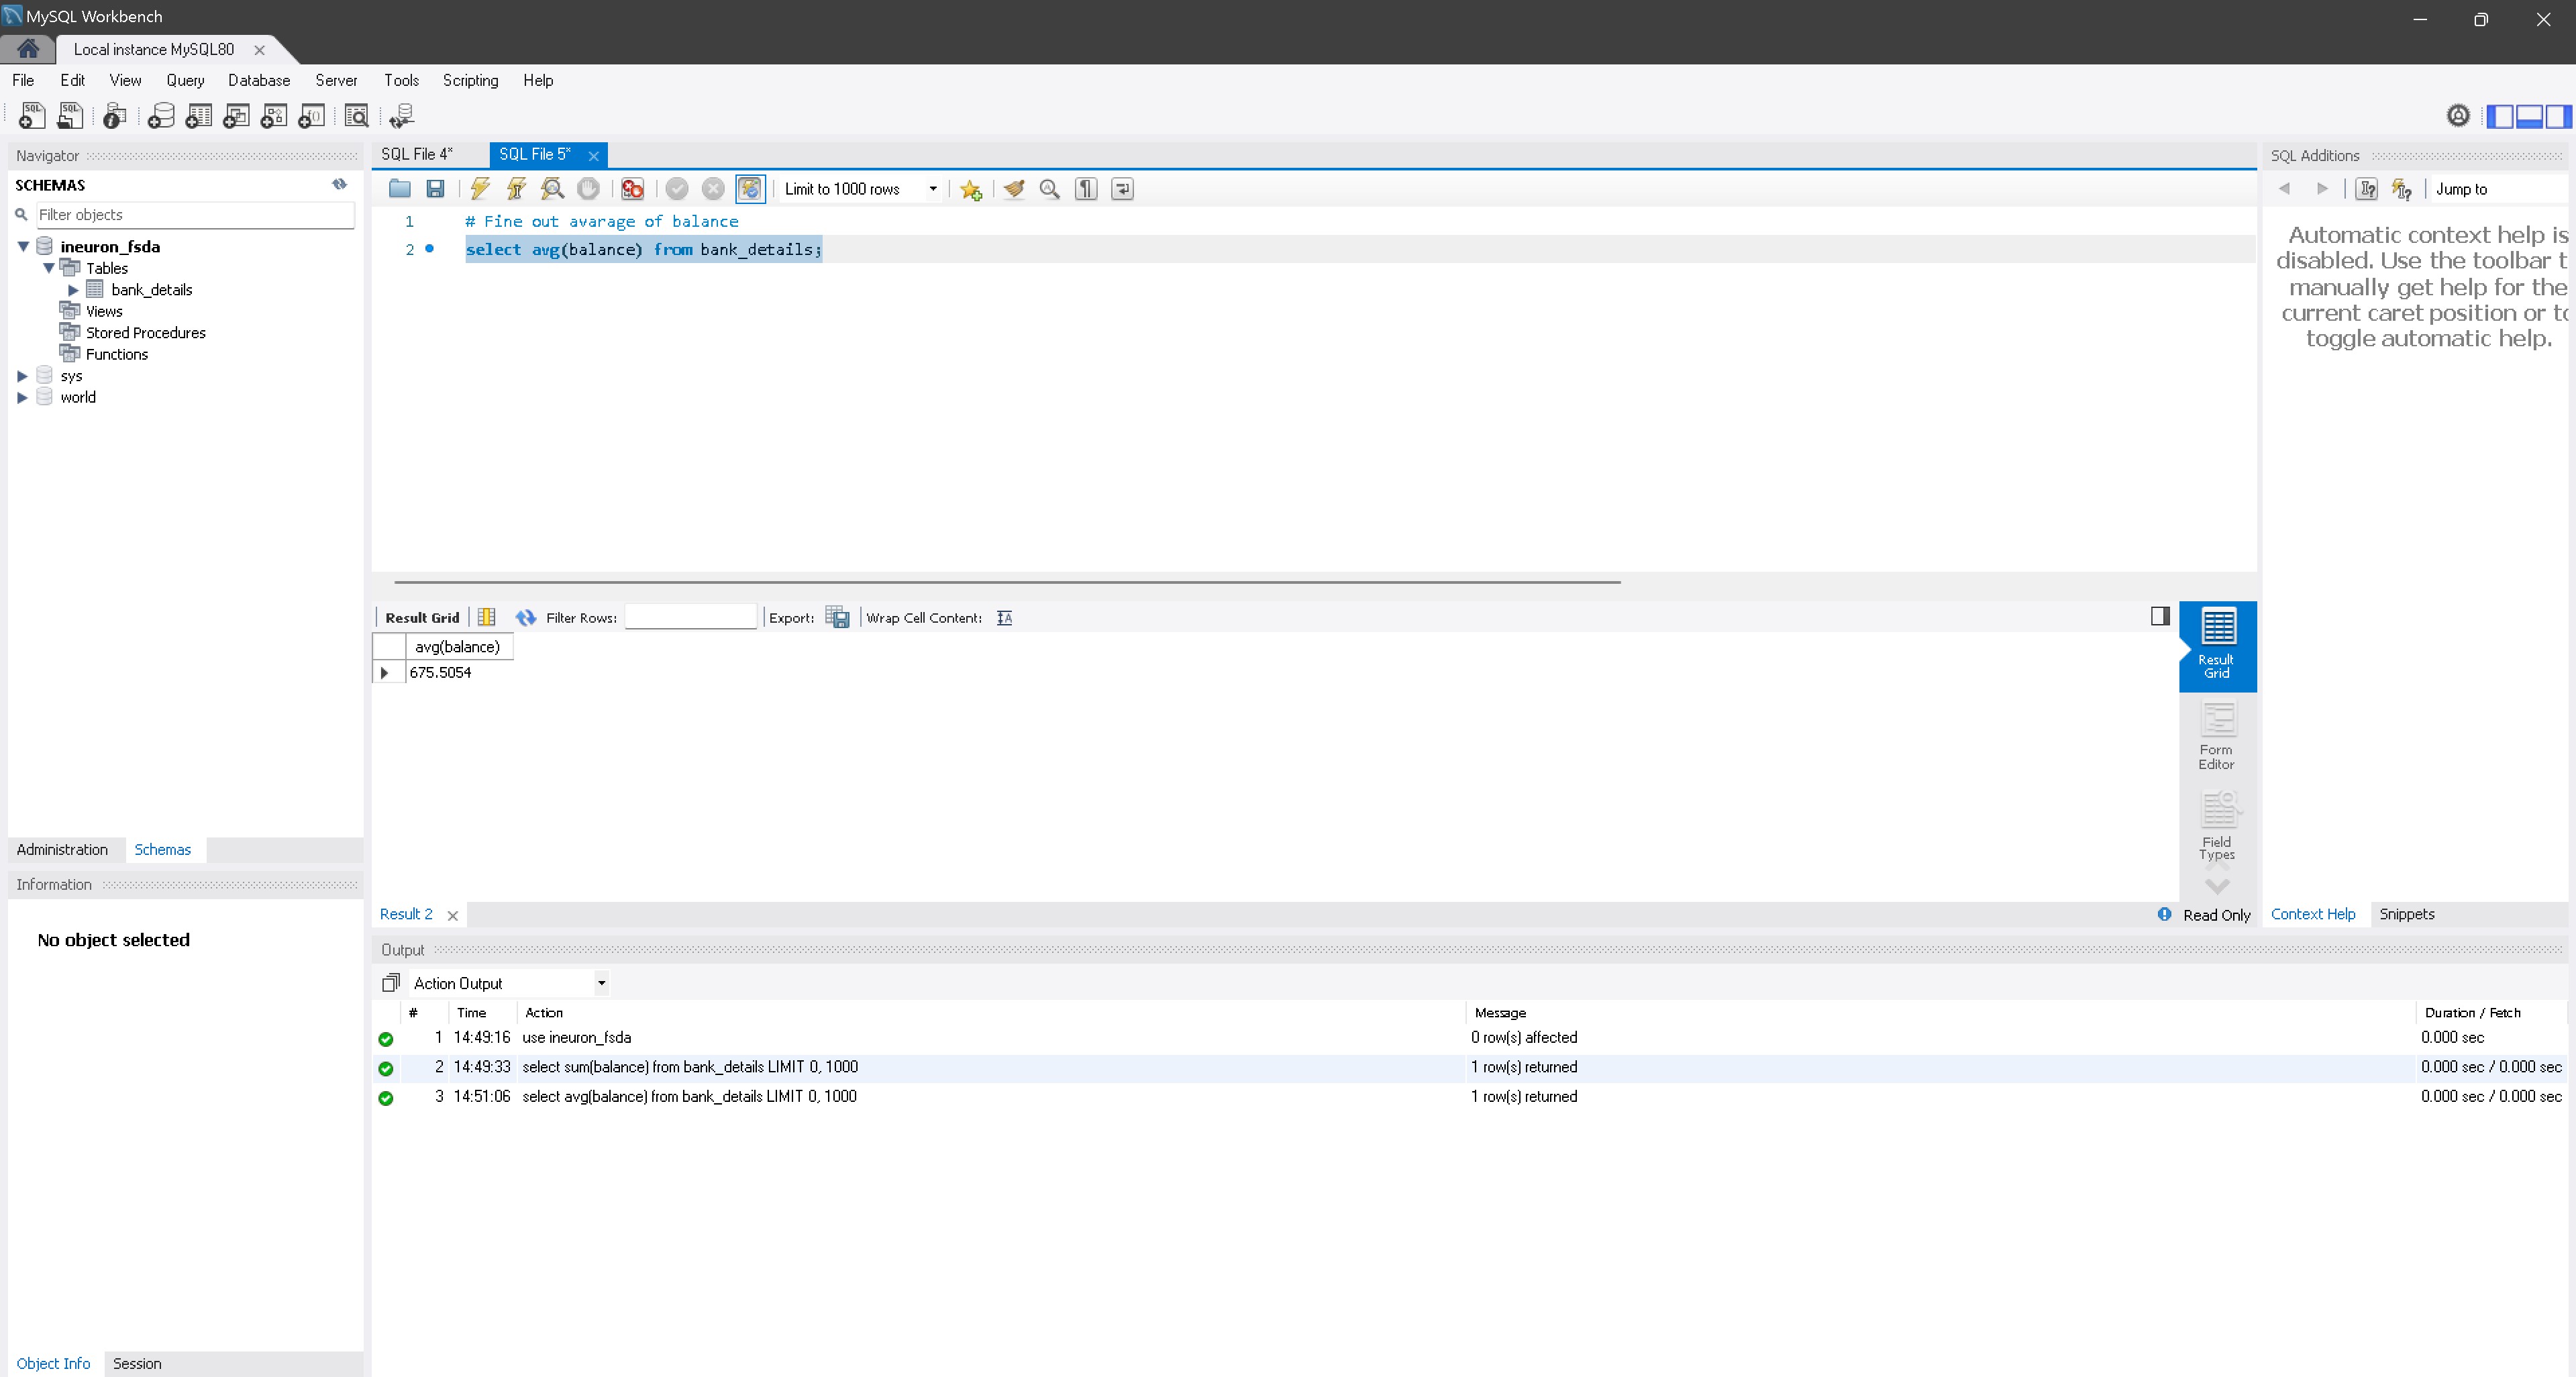 MySQL Workbench
Local instance MySQL80
File Edit View Query Database Server Tools Scripting Help
Navigator
SCHEMAS
Filter objects
ineuron_fsda
Tables
bank_details
Views
Stored Procedures
Functions
sys
world
Administration Schemas
Information
No object selected
Object Info Session
SQL File 4* SQL File 5*
Limit to 1000 rows
1 # Fine out avarage of balance
2 select avg(balance) from bank_details;
Result Grid Filter Rows: Export: Wrap Cell Content:
avg(balance)
675.5054
Result Grid
Form Editor
Field Types
Result 2 Read Only
SQL Additions
Jump to
Automatic context help is
disabled. Use the toolbar t
manually get help for the
current caret position or to
toggle automatic help.
Context Help Snippets
Output
Action Output
# Time Action Message Duration / Fetch
1 14:49:16 use ineuron_fsda 0 row(s) affected 0.000 sec
2 14:49:33 select sum(balance) from bank_details LIMIT 0, 1000 1 row(s) returned 0.000 sec / 0.000 sec
3 14:51:06 select avg(balance) from bank_details LIMIT 0, 1000 1 row(s) returned 0.000 sec / 0.000 sec